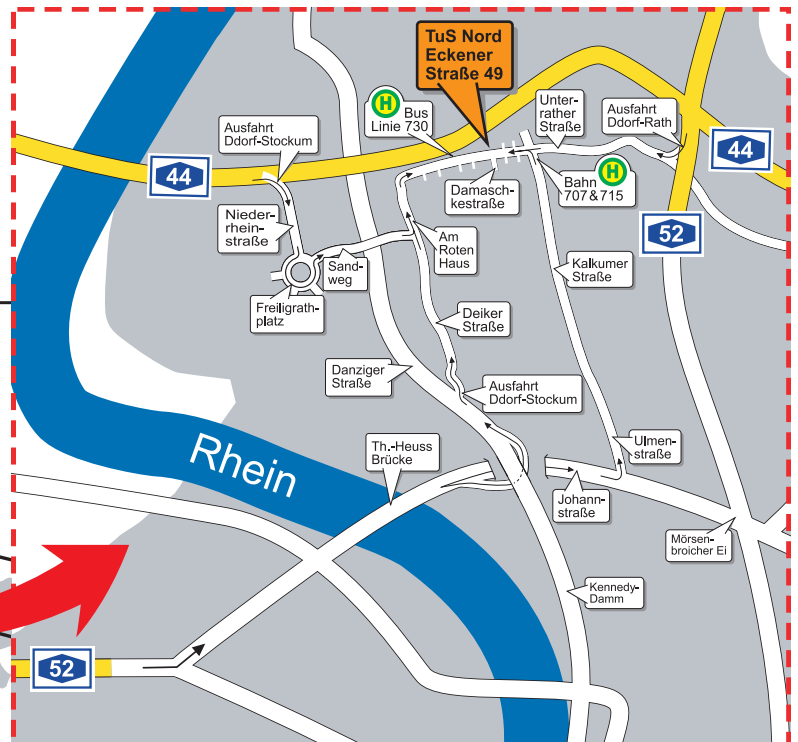 TuS Nord
Eckener
Straße 49
H
Bus
Linie 730
Unter-
rather
Straße
Ausfahrt
Ddorf-Rath
Ausfahrt
Ddorf-Stockum
44
44
Damasch-
kestraße
Bahn
707&715
H
Nieder-
rhein-
straße
Am
Roten
Haus
52
Sand-
weg
Kalkumer
Straße
Freiligrath-
platz
Deiker
Straße
Danziger
Straße
Ausfahrt
Ddorf-Stockum
Rhein
Th.-Heuss
Brücke
Ulmen-
straße
Johann-
straße
Mörsen-
broicher Ei
Kennedy-
Damm
52